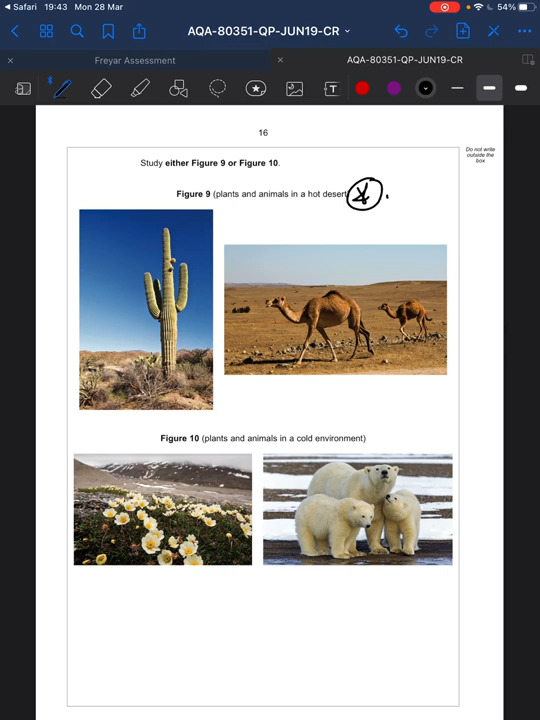 Safari 19:43 Mon 28 Mar 54%
AQA-80351-QP-JUN19-CR
Freyar Assessment
AQA-80351-QP-JUN19-CR
16
Do not write
outside the
box
Study either Figure 9 or Figure 10.
Figure 9 (plants and animals in a hot desert
Figure 10 (plants and animals in a cold environment)